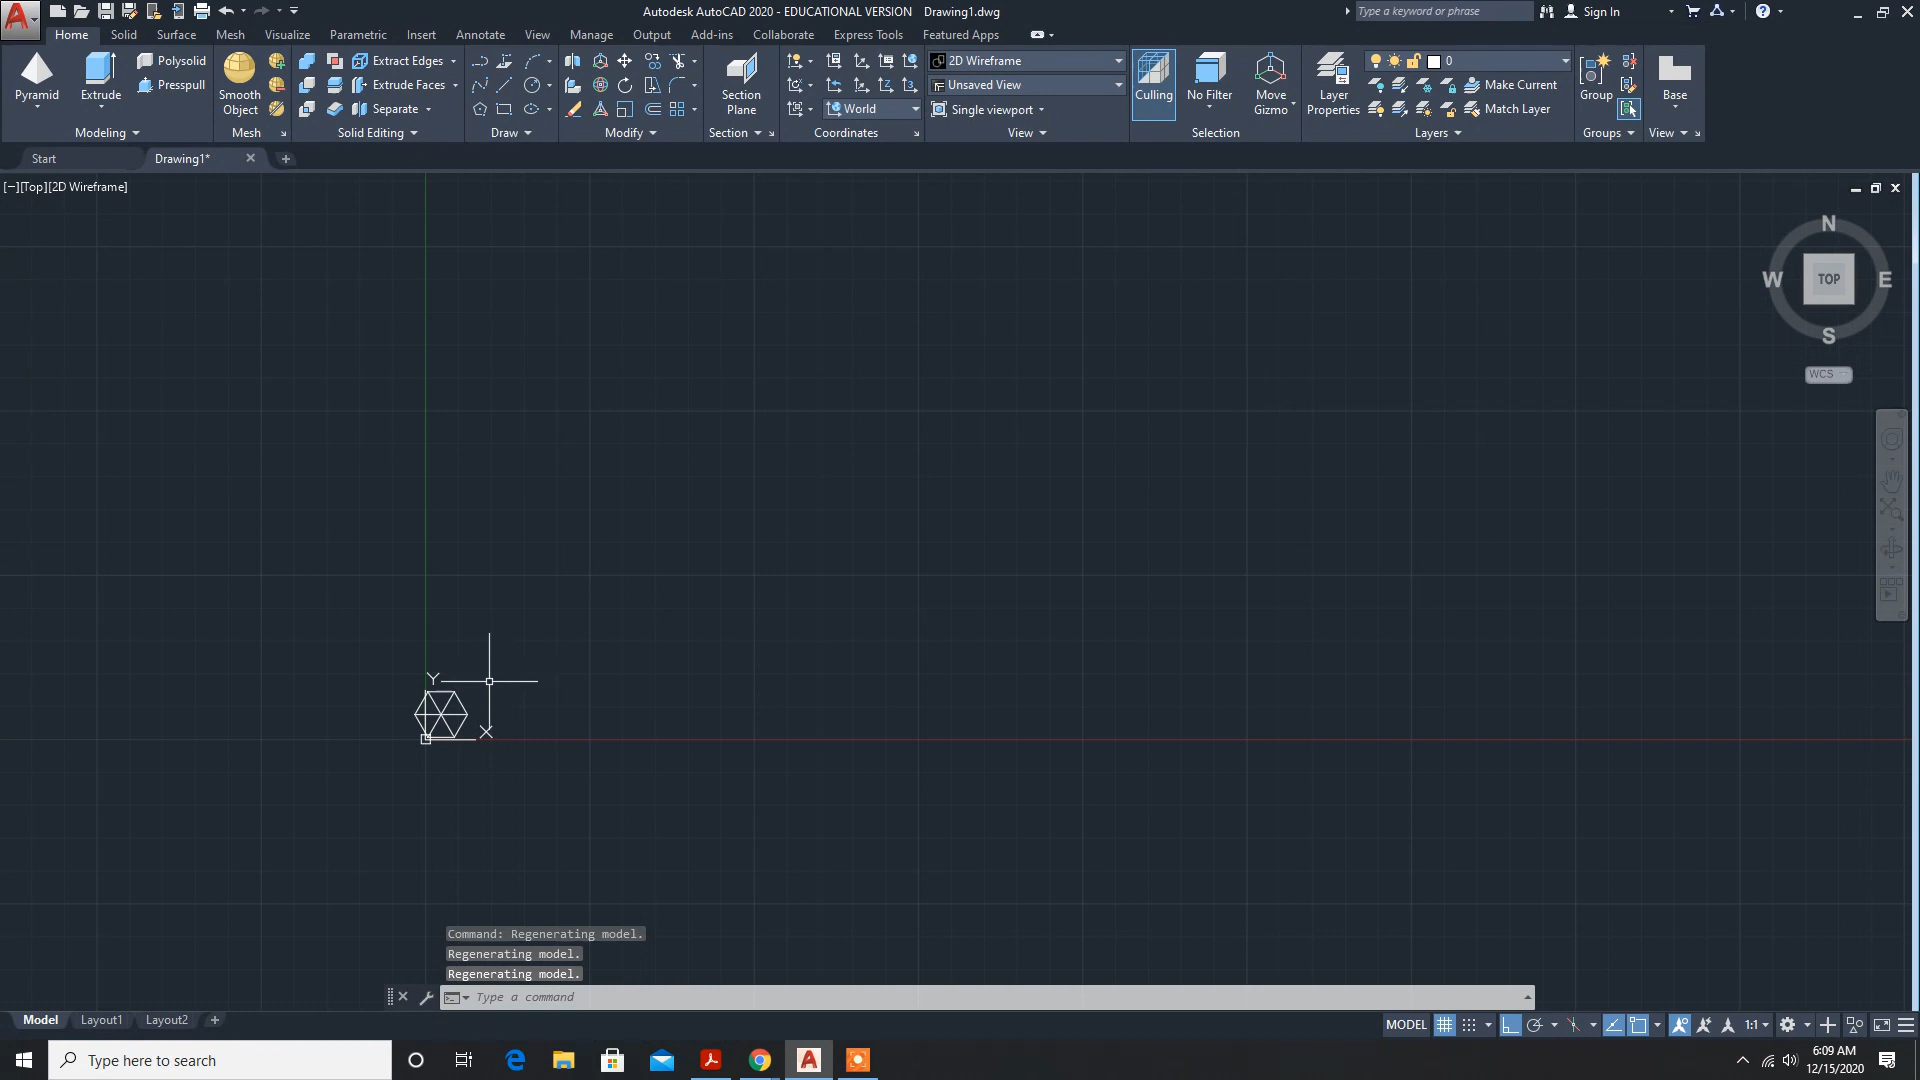 Autodesk AutoCAD 2020 - EDUCATIONAL VERSION Drawing1.dwg
Type a keyword or phrase
Sign In
Home Solid Surface Mesh Visualize Parametric Insert Annotate View Manage Output Add-ins Collaborate Express Tools Featured Apps
Pyramid
Extrude
Polysolid
Presspull
Smooth Object
Extract Edges
Extrude Faces
Separate
Section Plane
World
2D Wireframe
Unsaved View
Single viewport
Culling
No Filter
Move Gizmo
Layer Properties
0
Make Current
Match Layer
Group
Base
Modeling Mesh Solid Editing Draw Modify Section Coordinates View Selection Layers Groups View
Start Drawing1*
[−][Top][2D Wireframe]
N
W TOP E
S
WCS
Y
X
Command: Regenerating model.
Regenerating model.
Regenerating model.
Type a command
Model Layout1 Layout2
MODEL
1:1
Type here to search
6:09 AM
12/15/2020